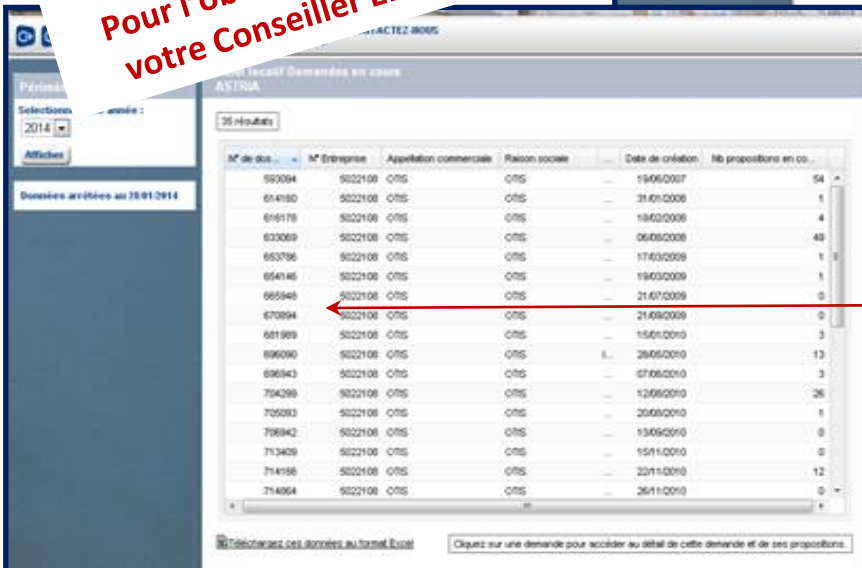 Pour l'ob
votre Conseiller
CTEZ-NOUS
Demandes en cours
ASTRIA
Selectionn année :
2014
Afficher
Données arrêtées au 28/01/2014
35 résultats
N° de dos... N° Entreprise Appellation commerciale Raison sociale ... Date de création Nb propositions en co...
593094 5022108 OTIS OTIS ... 19/06/2007 54
614160 5022108 OTIS OTIS ... 31/01/2008 1
616178 5022108 OTIS OTIS ... 18/02/2008 4
633069 5022108 OTIS OTIS ... 06/08/2008 49
653786 5022108 OTIS OTIS ... 17/03/2009 1
654146 5022108 OTIS OTIS ... 19/03/2009 1
665948 5022108 OTIS OTIS ... 21/07/2009 0
670894 5022108 OTIS OTIS ... 21/09/2009 0
681989 5022108 OTIS OTIS ... 15/01/2010 3
696090 5022108 OTIS OTIS 28/05/2010 13
696943 5022108 OTIS OTIS ... 07/06/2010 3
704299 5022108 OTIS OTIS ... 12/08/2010 26
705093 5022108 OTIS OTIS ... 20/08/2010 1
706942 5022108 OTIS OTIS ... 13/09/2010 0
713409 5022108 OTIS OTIS ... 15/11/2010 0
714186 5022108 OTIS OTIS ... 22/11/2010 12
714864 5022108 OTIS OTIS ... 26/11/2010 0
Téléchargez ces données au format Excel
Cliquez sur une demande pour accéder au détail de cette demande et de ses propositions.